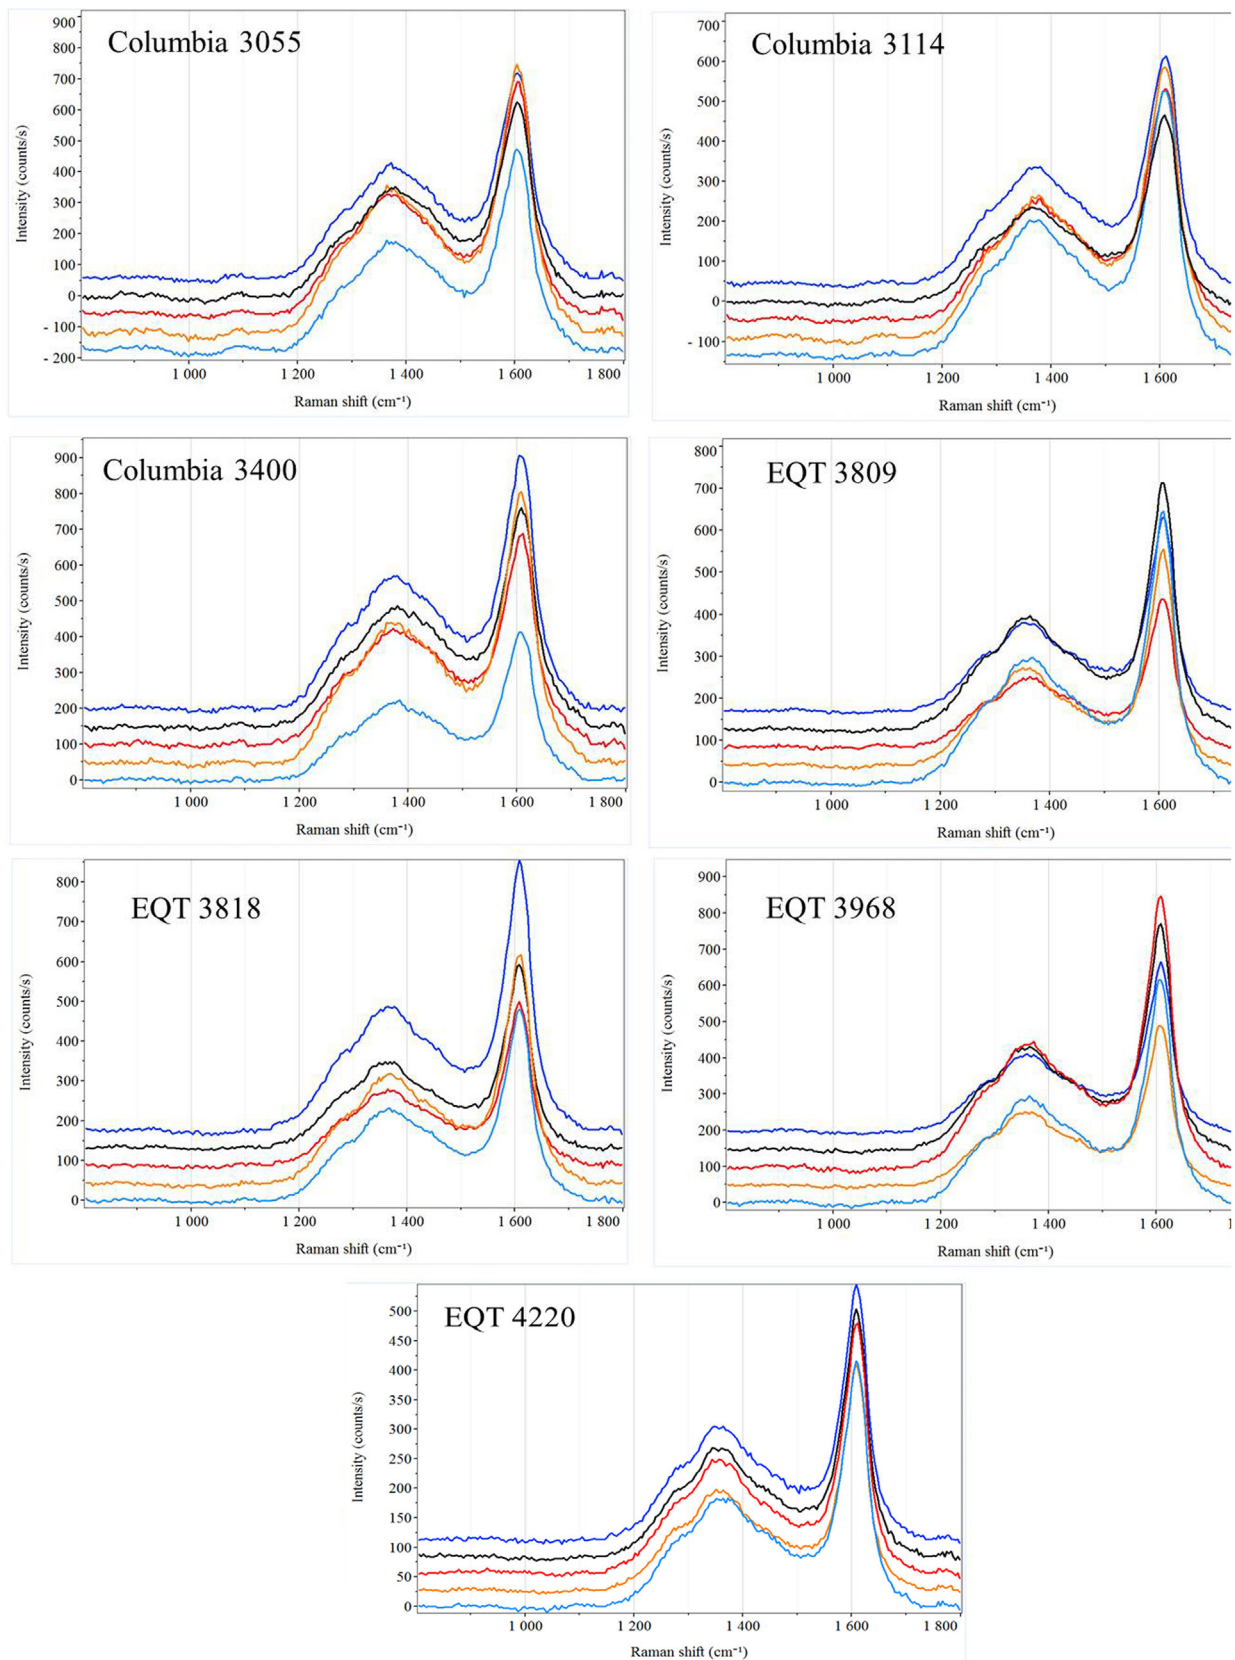 Columbia 3055
900
800
700
600
500
400
300
200
100
0
- 100
- 200
Intensity (counts/s)
1 000 1 200 1 400 1 600 1 800
Raman shift (cm⁻¹)
Columbia 3114
700
600
500
400
300
200
100
0
- 100
Intensity (counts/s)
1 000 1 200 1 400 1 600
Raman shift (cm⁻¹)
Columbia 3400
900
800
700
600
500
400
300
200
100
0
Intensity (counts/s)
1 000 1 200 1 400 1 600 1 800
Raman shift (cm⁻¹)
EQT 3809
800
700
600
500
400
300
200
100
0
Intensity (counts/s)
1 000 1 200 1 400 1 600
Raman shift (cm⁻¹)
EQT 3818
800
700
600
500
400
300
200
100
0
Intensity (counts/s)
1 000 1 200 1 400 1 600 1 800
Raman shift (cm⁻¹)
EQT 3968
900
800
700
600
500
400
300
200
100
0
Intensity (counts/s)
1 000 1 200 1 400 1 600 1
Raman shift (cm⁻¹)
EQT 4220
500
450
400
350
300
250
200
150
100
50
0
Intensity (counts/s)
1 000 1 200 1 400 1 600 1 800
Raman shift (cm⁻¹)